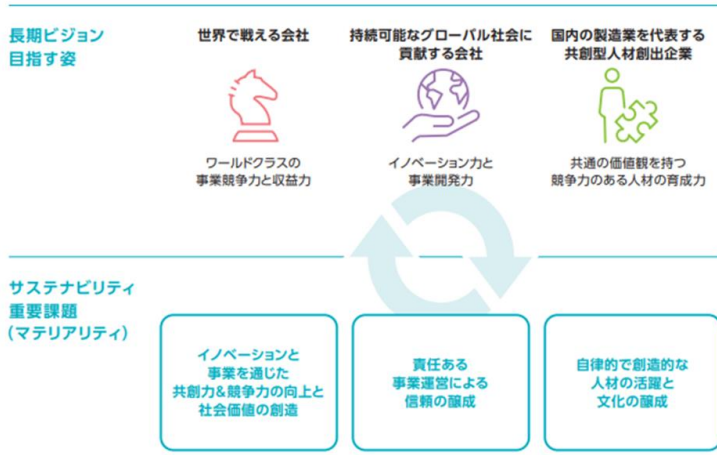 長期ビジョン
目指す姿
世界で戦える会社
ワールドクラスの
事業競争力と収益力
持続可能なグローバル社会に
貢献する会社
イノベーション力と
事業開発力
国内の製造業を代表する
共創型人材創出企業
共通の価値観を持つ
競争力のある人材の育成力
サステナビリティ
重要課題
(マテリアリティ)
イノベーションと
事業を通じた
共創力&競争力の向上と
社会価値の創造
責任ある
事業運営による
信頼の醸成
自律的で創造的な
人材の活躍と
文化の醸成